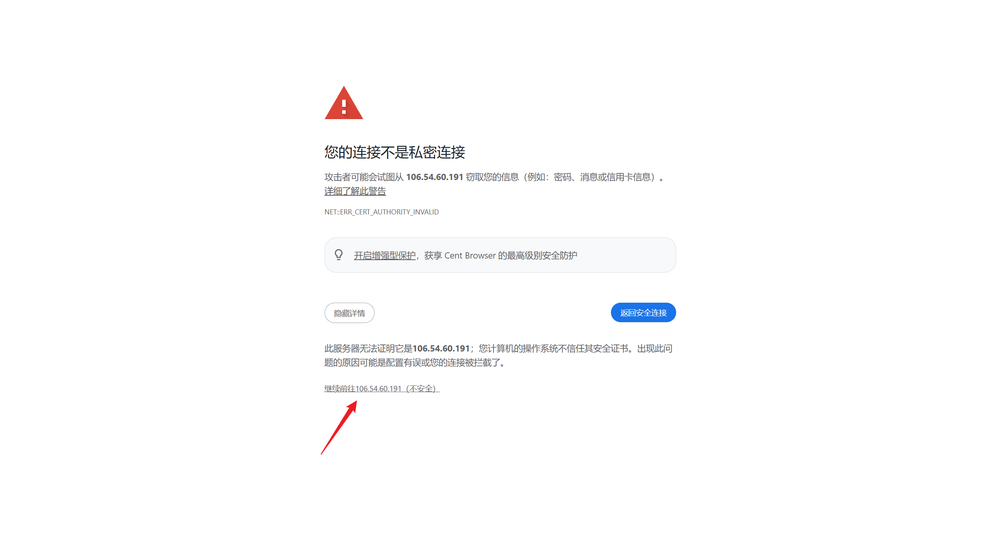 您的连接不是私密连接
攻击者可能会试图从 106.54.60.191 窃取您的信息（例如：密码、消息或信用卡信息）。
详细了解此警告
NET::ERR_CERT_AUTHORITY_INVALID
开启增强型保护，获享 Cent Browser 的最高级别安全防护
隐藏详情
返回安全连接
此服务器无法证明它是106.54.60.191；您计算机的操作系统不信任其安全证书。出现此问
题的原因可能是配置有误或您的连接被拦截了。
继续前往106.54.60.191（不安全）